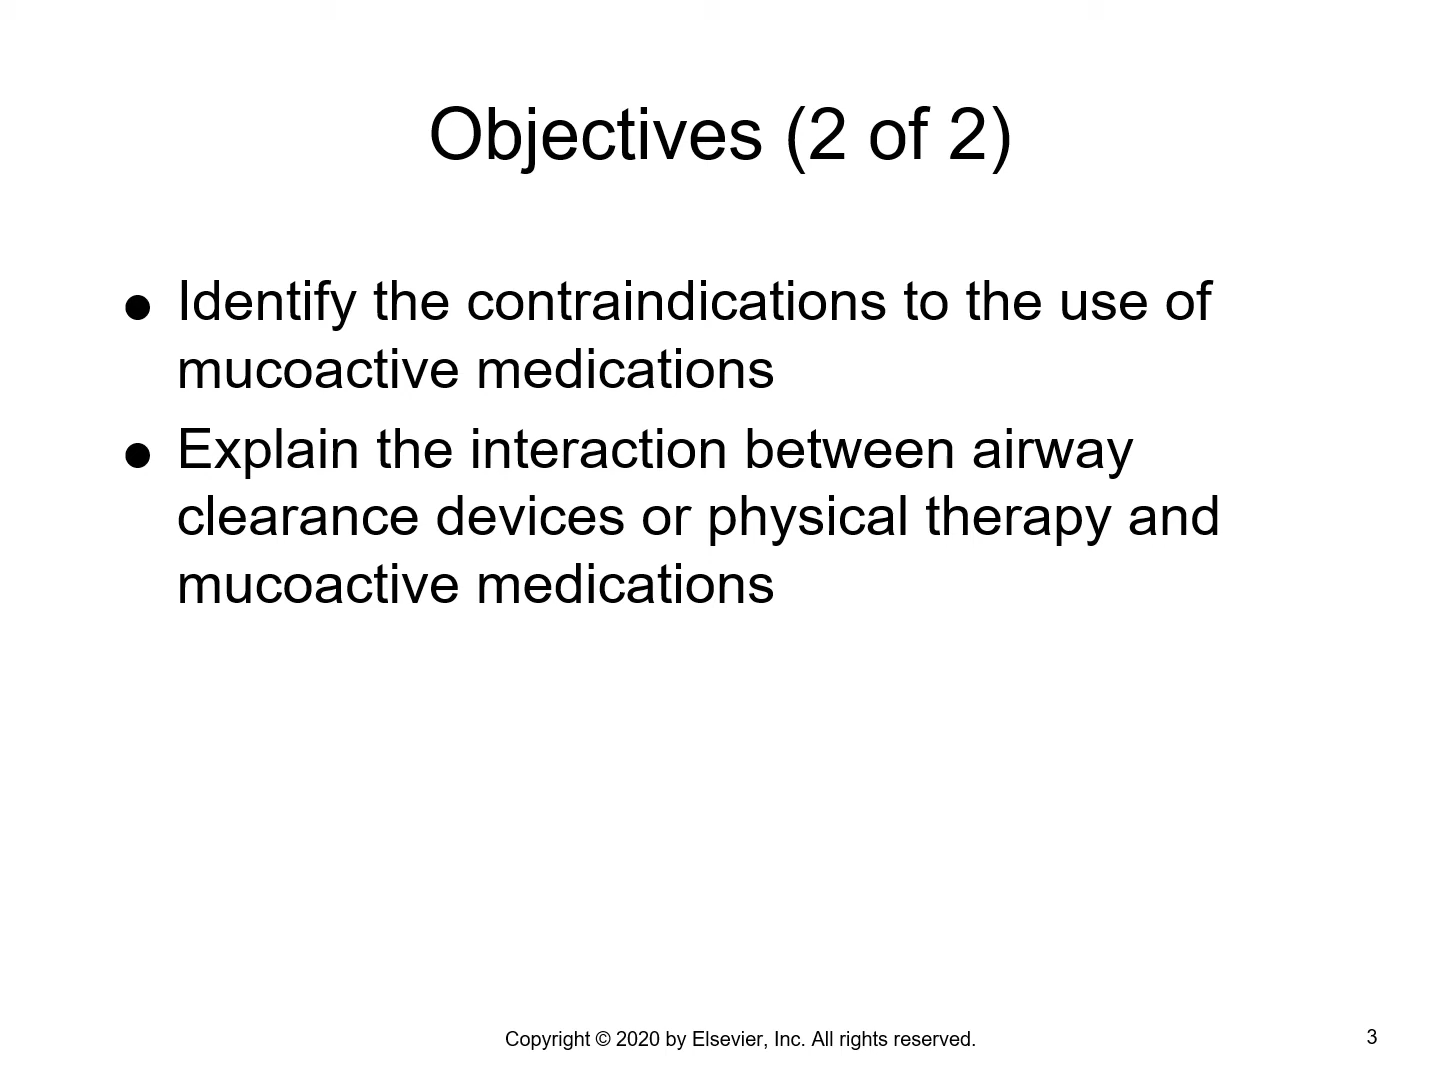 Objectives (2 of 2)
● Identify the contraindications to the use of
mucoactive medications
● Explain the interaction between airway
clearance devices or physical therapy and
mucoactive medications
Copyright © 2020 by Elsevier, Inc. All rights reserved.
3